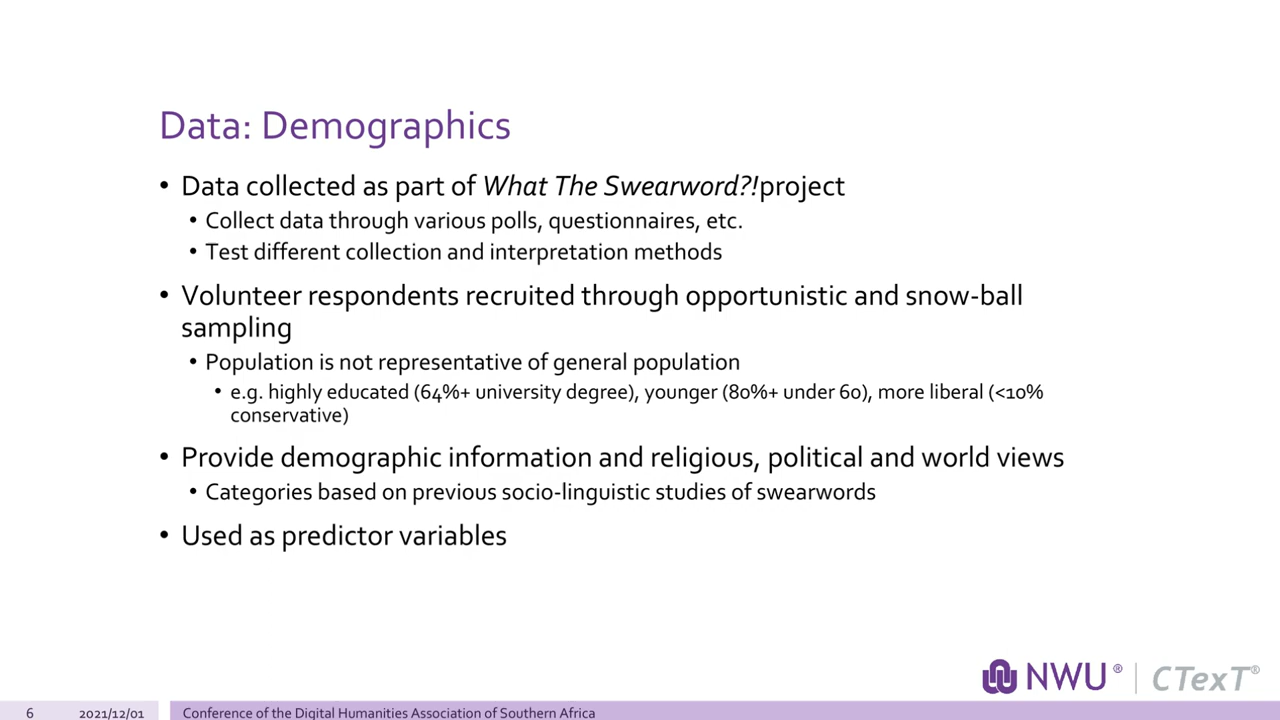 Data: Demographics
• Data collected as part of What The Swearword?!project
• Collect data through various polls, questionnaires, etc.
• Test different collection and interpretation methods
• Volunteer respondents recruited through opportunistic and snow-ball
sampling
• Population is not representative of general population
• e.g. highly educated (64%+ university degree), younger (80%+ under 60), more liberal (<10%
conservative)
• Provide demographic information and religious, political and world views
• Categories based on previous socio-linguistic studies of swearwords
• Used as predictor variables
NWU® | CTexT®
6 2021/12/01 Conference of the Digital Humanities Association of Southern Africa